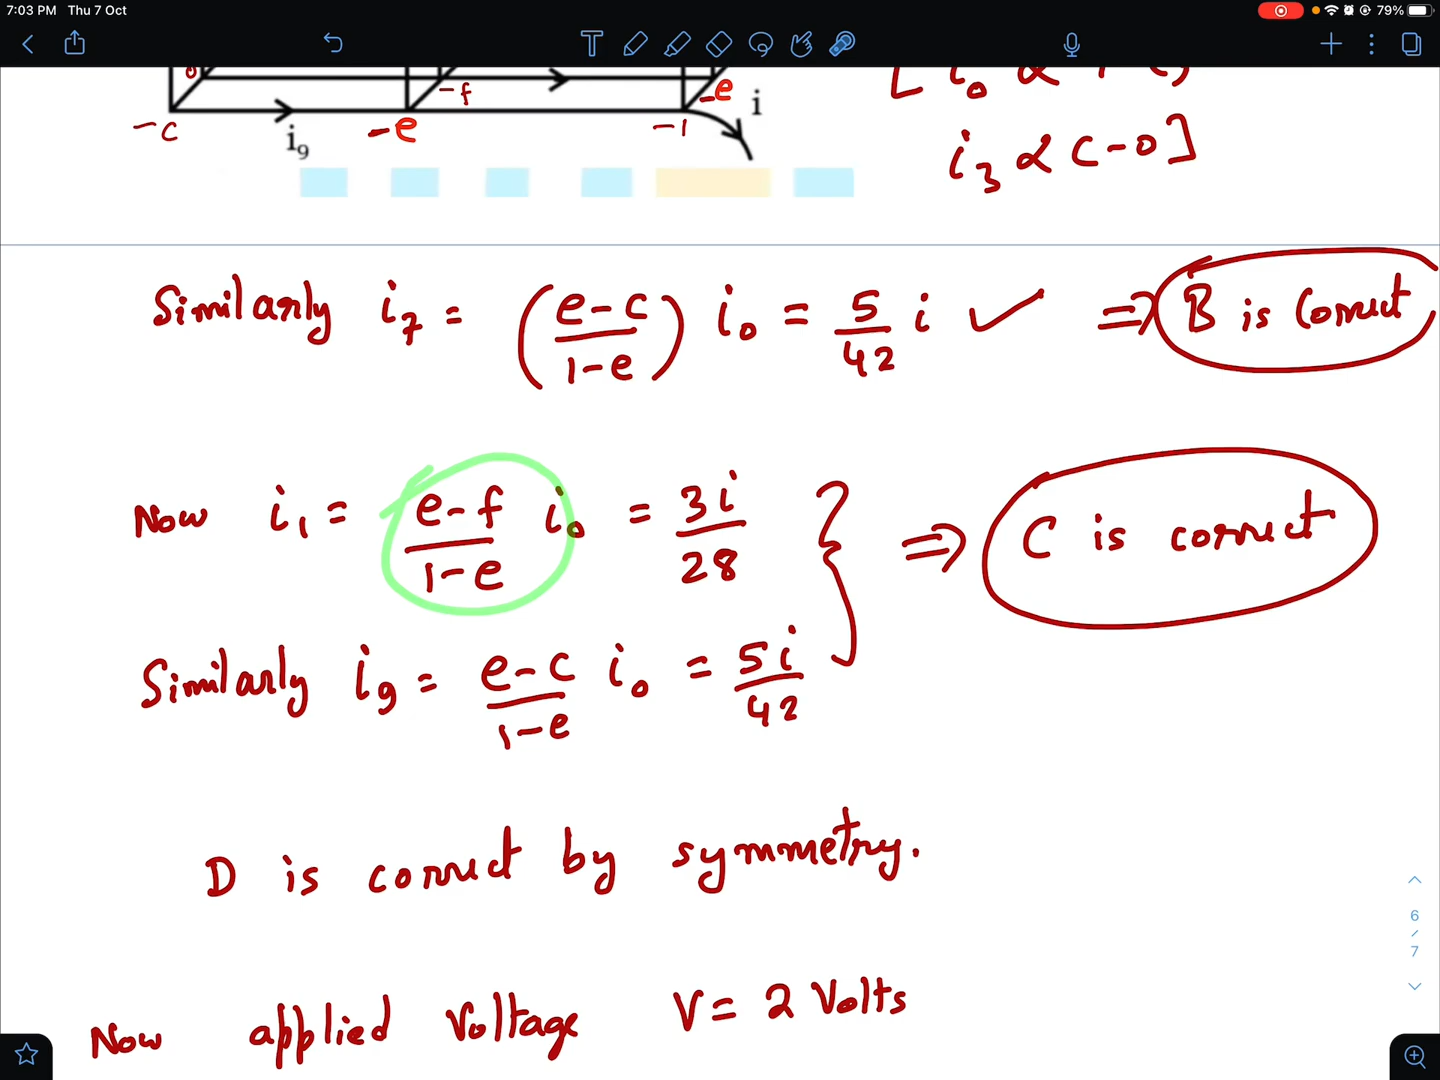 7:03 PM Thu 7 Oct
79%
T
0
-f
-e
i
-c
i₉
-e
-1
i₃ ∝ c-0]
Similarly i₇ = (e-c/1-e) i₀ = 5/42 i ✓ ⇒ B is correct
Now i₁ = e-f/1-e i₀ = 3i/28 } ⇒ C is correct
Similarly i₉ = e-c/1-e i₀ = 5i/42
D is correct by symmetry.
6
/
7
Now applied voltage V = 2 Volts